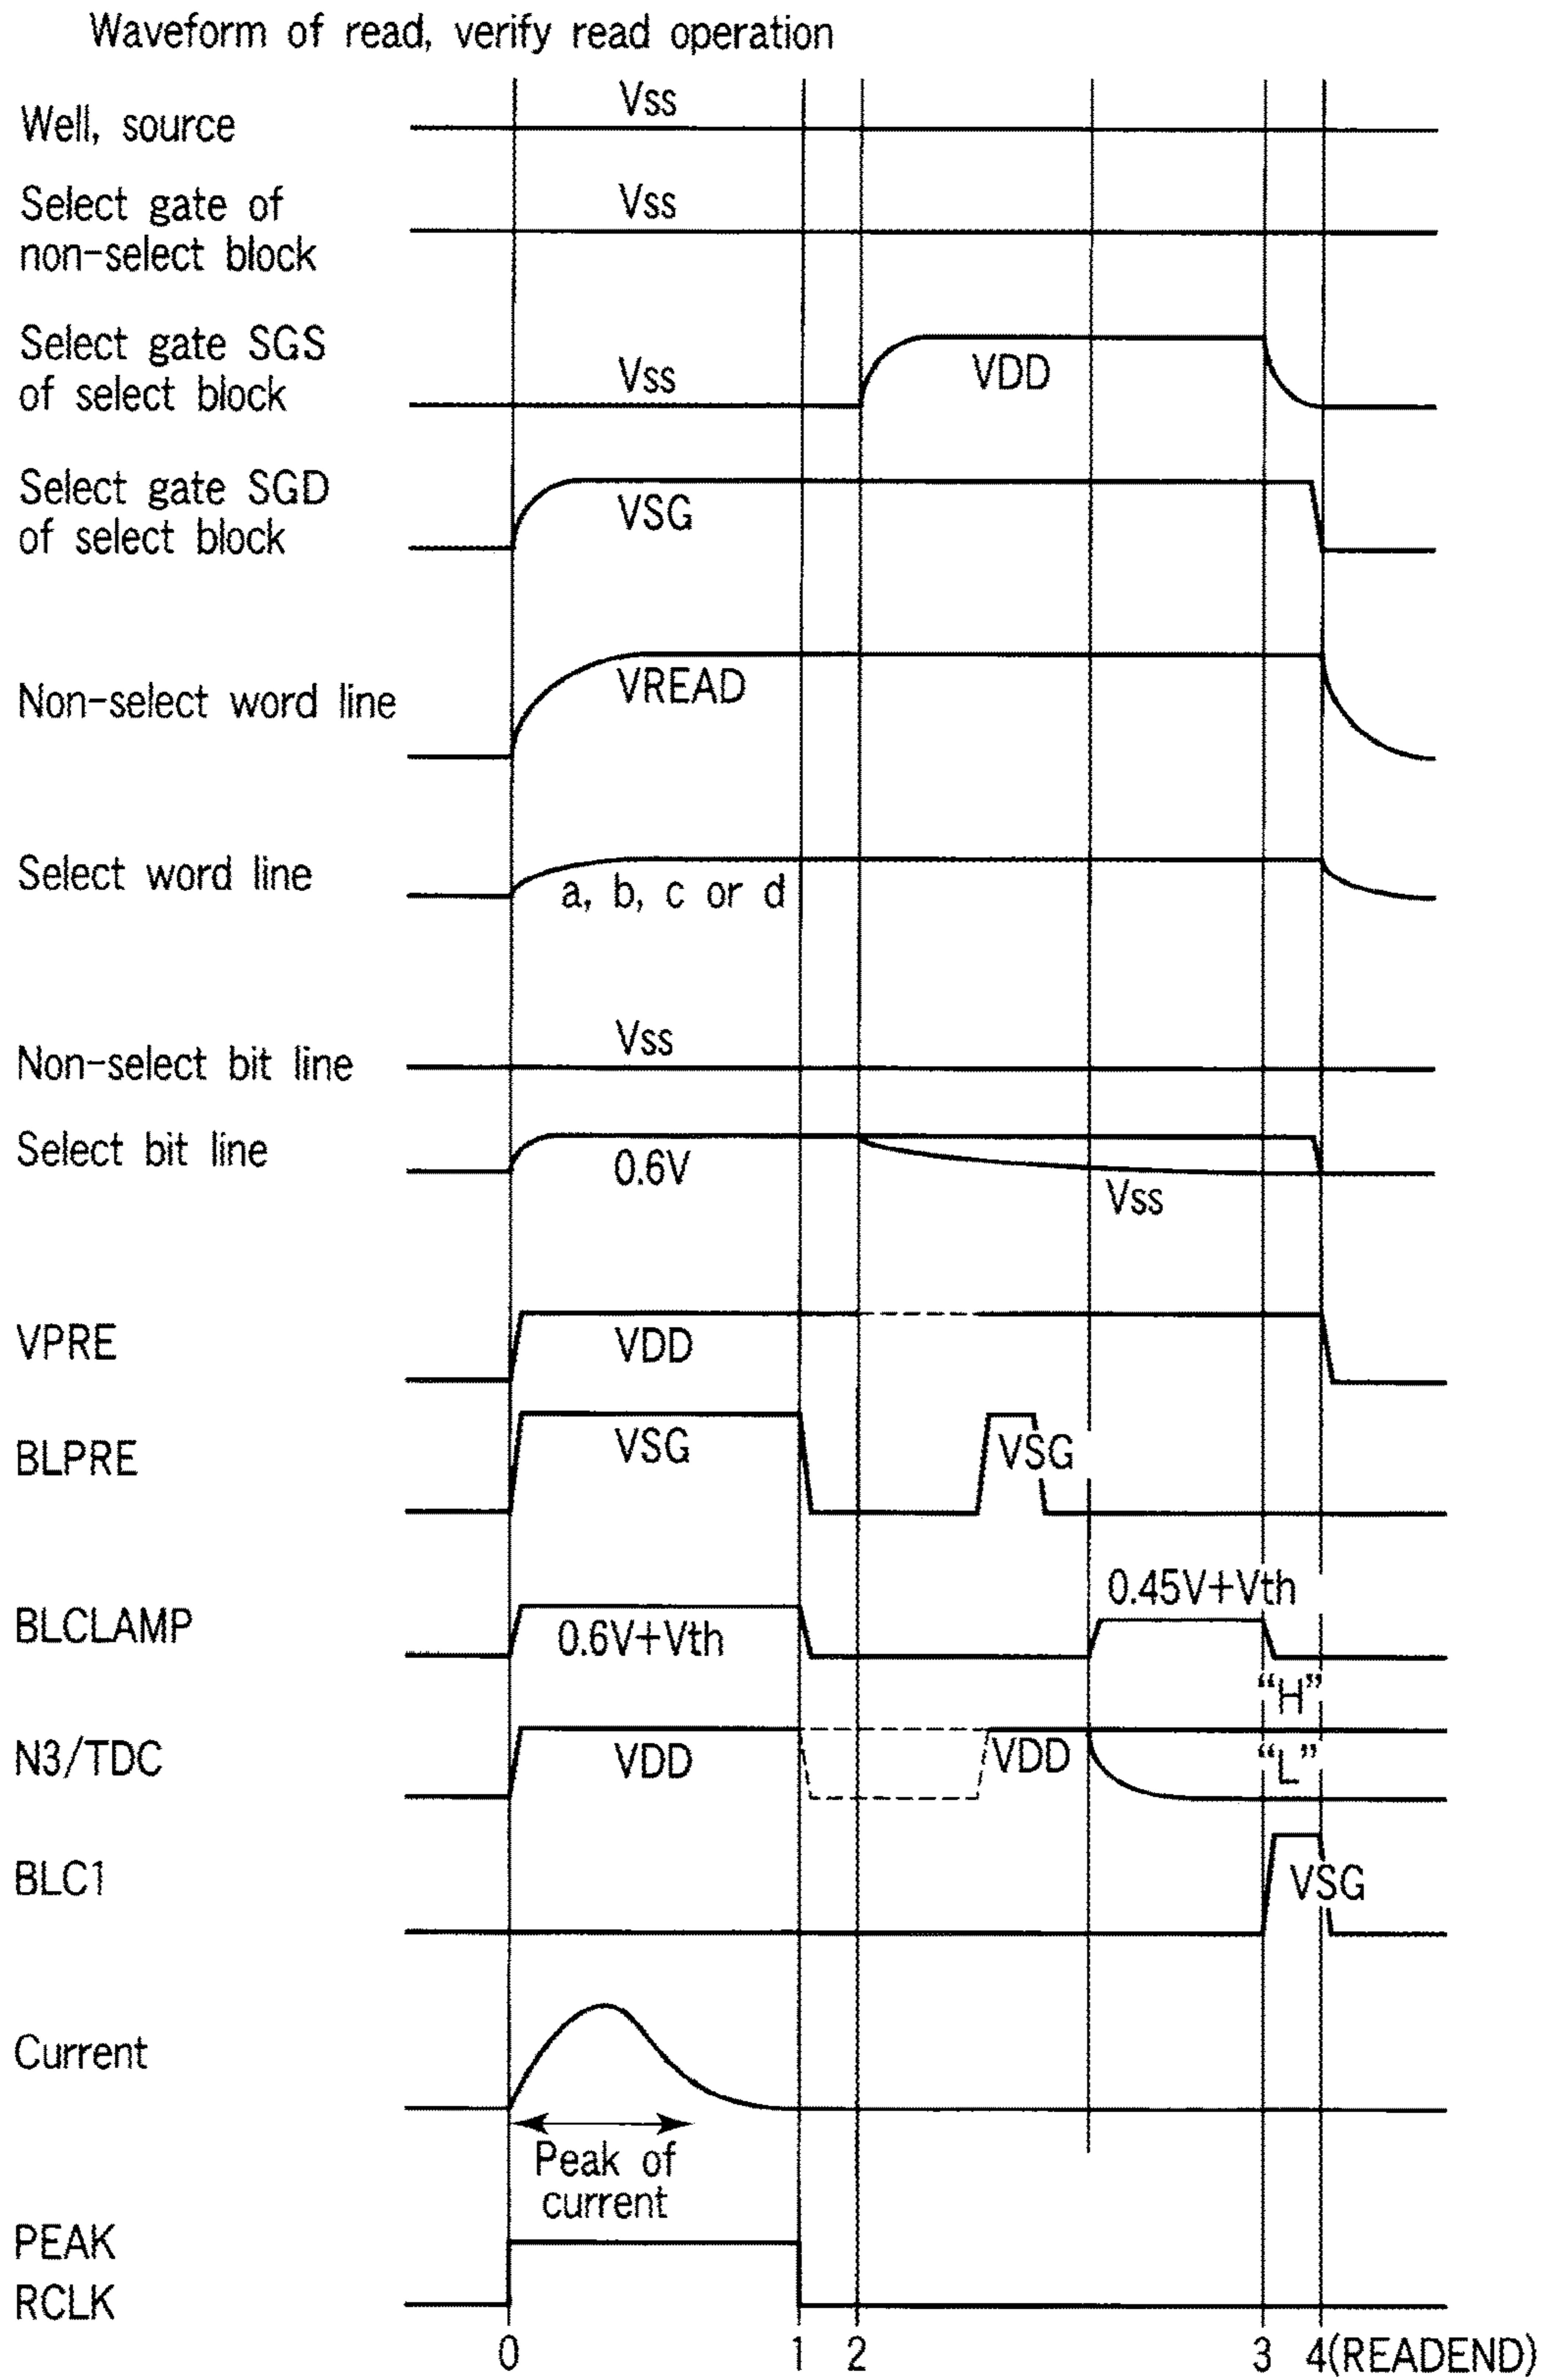 Waveform of read, verify read operation
Well, source
Vss
Select gate of
non-select block
Vss
Select gate SGS
of select block
Vss
VDD
Select gate SGD
of select block
VSG
Non-select word line
VREAD
Select word line
a, b, c or d
Non-select bit line
Vss
Select bit line
0.6V
Vss
VPRE
VDD
BLPRE
VSG
VSG
BLCLAMP
0.6V+Vth
0.45V+Vth
N3/TDC
VDD
VDD
“H”
“L”
BLC1
VSG
Current
Peak of
current
PEAK
RCLK
0 1 2 3 4(READEND)